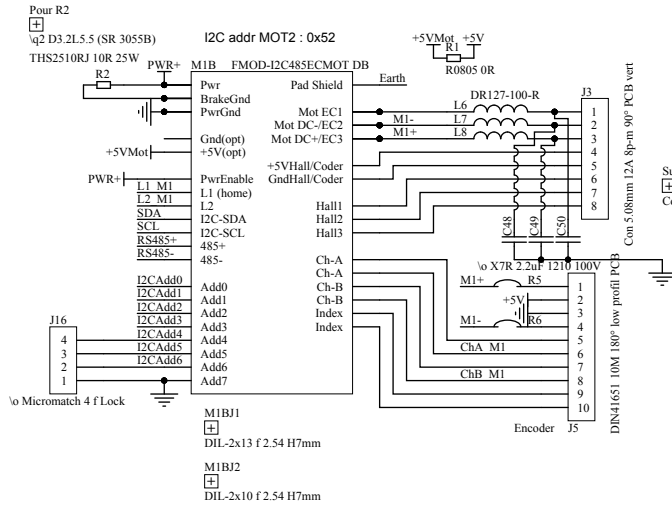 Pour R2
\q2 D3.2L5.5 (SR 3055B)
THS2510RJ 10R 25W
I2C addr MOT2 : 0x52
+5VMot +5V
R1
R0805 0R
R2
PWR+
M1B FMOD-I2C485ECMOT DB
Pwr
BrakeGnd
PwrGnd
Gnd(opt)
+5VMot
+5V(opt)
PWR+
PwrEnable
L1_M1
L1 (home)
L2_M1
L2
SDA
I2C-SDA
SCL
I2C-SCL
RS485+
485+
RS485-
485-
I2CAdd0
Add0
I2CAdd1
Add1
I2CAdd2
Add2
I2CAdd3
Add3
I2CAdd4
Add4
I2CAdd5
Add5
I2CAdd6
Add6
Add7
Pad Shield
Earth
Mot EC1
Mot DC-/EC2
M1-
Mot DC+/EC3
M1+
+5VHall/Coder
GndHall/Coder
Hall1
Hall2
Hall3
Ch-A
Ch-A
Ch-B
Ch-B
Index
Index
DR127-100-R
L6
L7
L8
J3
1
2
3
4
5
6
7
8
Con 5.08mm 12A 8p-m 90° PCB vert
Su
Co
C48
C49
C50
\o X7R 2.2uF 1210 100V
M1+
R5
+5V
M1-
R6
ChA_M1
ChB_M1
1
2
3
4
5
6
7
8
9
10
Encoder
J5
DIN41651 10M 180° low profil PCB
J16
4
3
2
1
\o Micromatch 4 f Lock
M1BJ1
DIL-2x13 f 2.54 H7mm
M1BJ2
DIL-2x10 f 2.54 H7mm